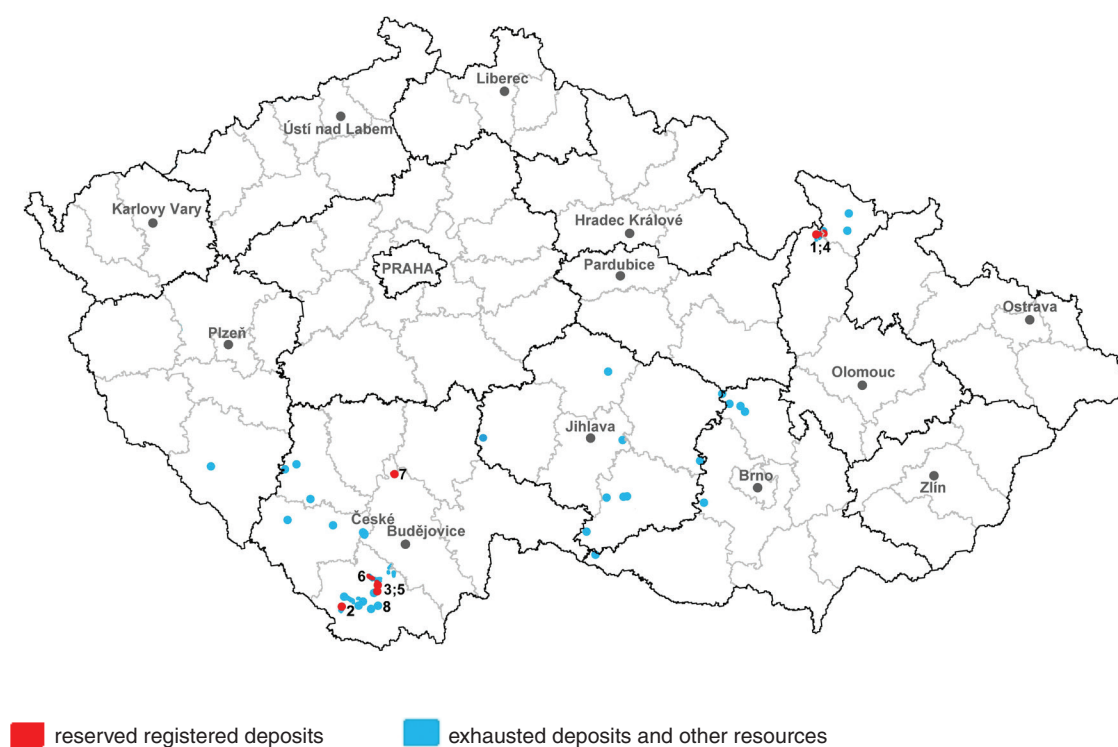 Liberec
Ústí nad Labem
Karlovy Vary
Hradec Králové
1;4
PRAHA
Pardubice
Ostrava
Plzeň
Olomouc
Jihlava
7
Brno
Zlín
České
Budějovice
6
3;5
2
8
reserved registered deposits
exhausted deposits and other resources